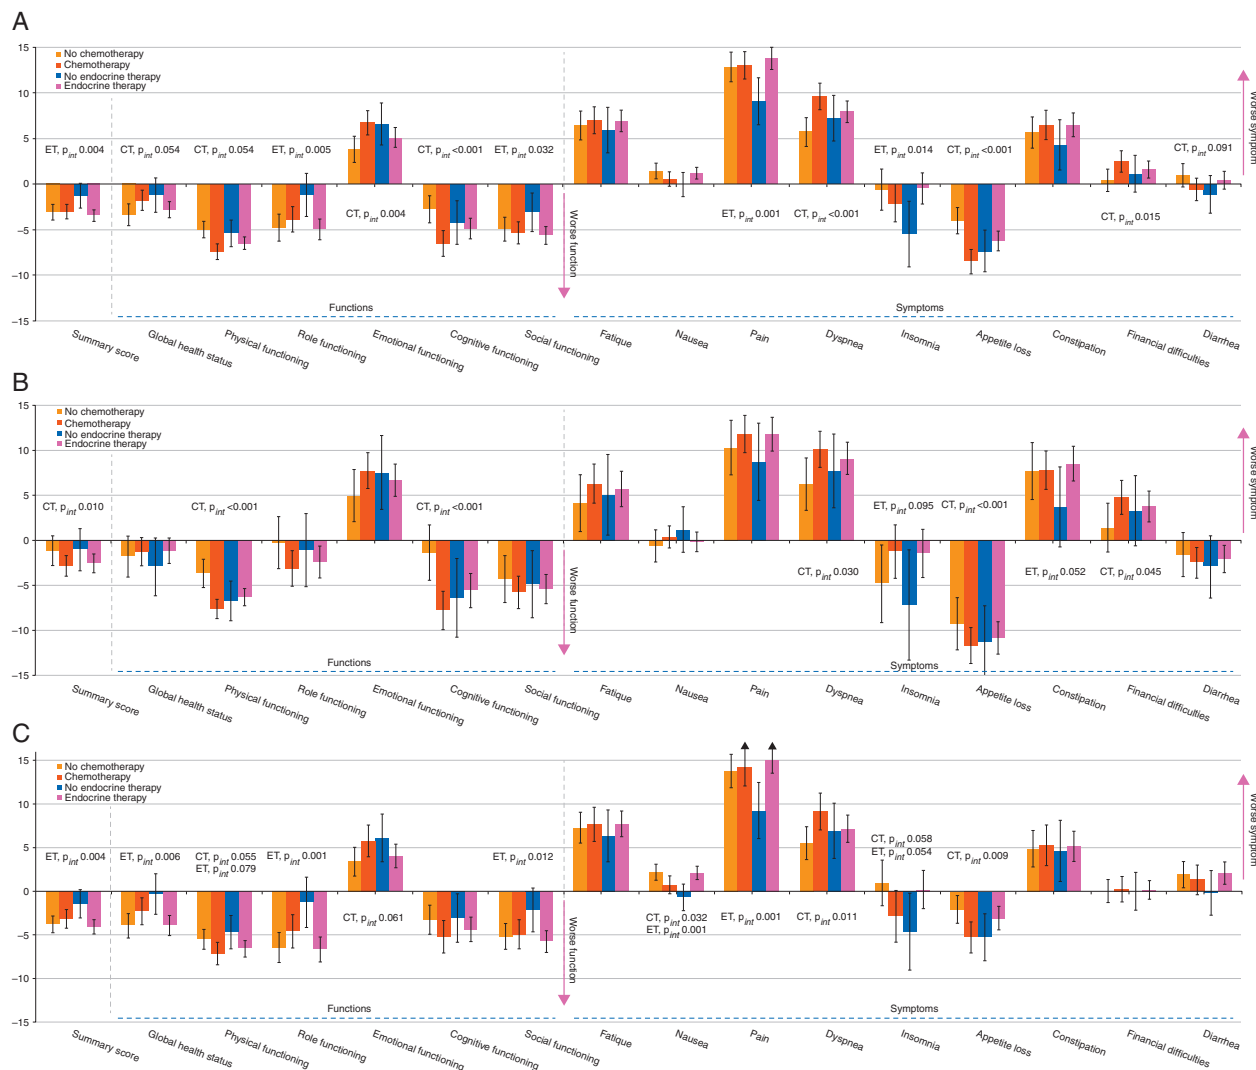 A
15
10
5
0
−5
−10
−15
No chemotherapy
Chemotherapy
No endocrine therapy
Endocrine therapy
ET, pint 0.004
CT, pint 0.054
CT, pint 0.054
ET, pint 0.005
CT, pint 0.004
CT, pint <0.001
CT, pint 0.032
ET, pint 0.001
CT, pint <0.001
ET, pint 0.014
CT, pint <0.001
CT, pint 0.015
CT, pint 0.091
Worse function
Worse symptom
Functions
Symptoms
Summary score
Global health status
Physical functioning
Role functioning
Emotional functioning
Cognitive functioning
Social functioning
Fatique
Nausea
Pain
Dyspnea
Insomnia
Appetite loss
Constipation
Financial difficulties
Diarrhea
B
15
10
5
0
−5
−10
−15
No chemotherapy
Chemotherapy
No endocrine therapy
Endocrine therapy
CT, pint 0.010
CT, pint <0.001
CT, pint <0.001
CT, pint 0.030
ET, pint 0.095
CT, pint <0.001
ET, pint 0.052
CT, pint 0.045
Worse function
Worse symptom
Functions
Symptoms
Summary score
Global health status
Physical functioning
Role functioning
Emotional functioning
Cognitive functioning
Social functioning
Fatique
Nausea
Pain
Dyspnea
Insomnia
Appetite loss
Constipation
Financial difficulties
Diarrhea
C
15
10
5
0
−5
−10
−15
No chemotherapy
Chemotherapy
No endocrine therapy
Endocrine therapy
ET, pint 0.004
ET, pint 0.006
CT, pint 0.055
ET, pint 0.079
ET, pint 0.001
CT, pint 0.061
ET, pint 0.012
CT, pint 0.032
ET, pint 0.001
ET, pint 0.001
CT, pint 0.011
CT, pint 0.058
ET, pint 0.054
CT, pint 0.009
Worse function
Worse symptom
Functions
Symptoms
Summary score
Global health status
Physical functioning
Role functioning
Emotional functioning
Cognitive functioning
Social functioning
Fatique
Nausea
Pain
Dyspnea
Insomnia
Appetite loss
Constipation
Financial difficulties
Diarrhea